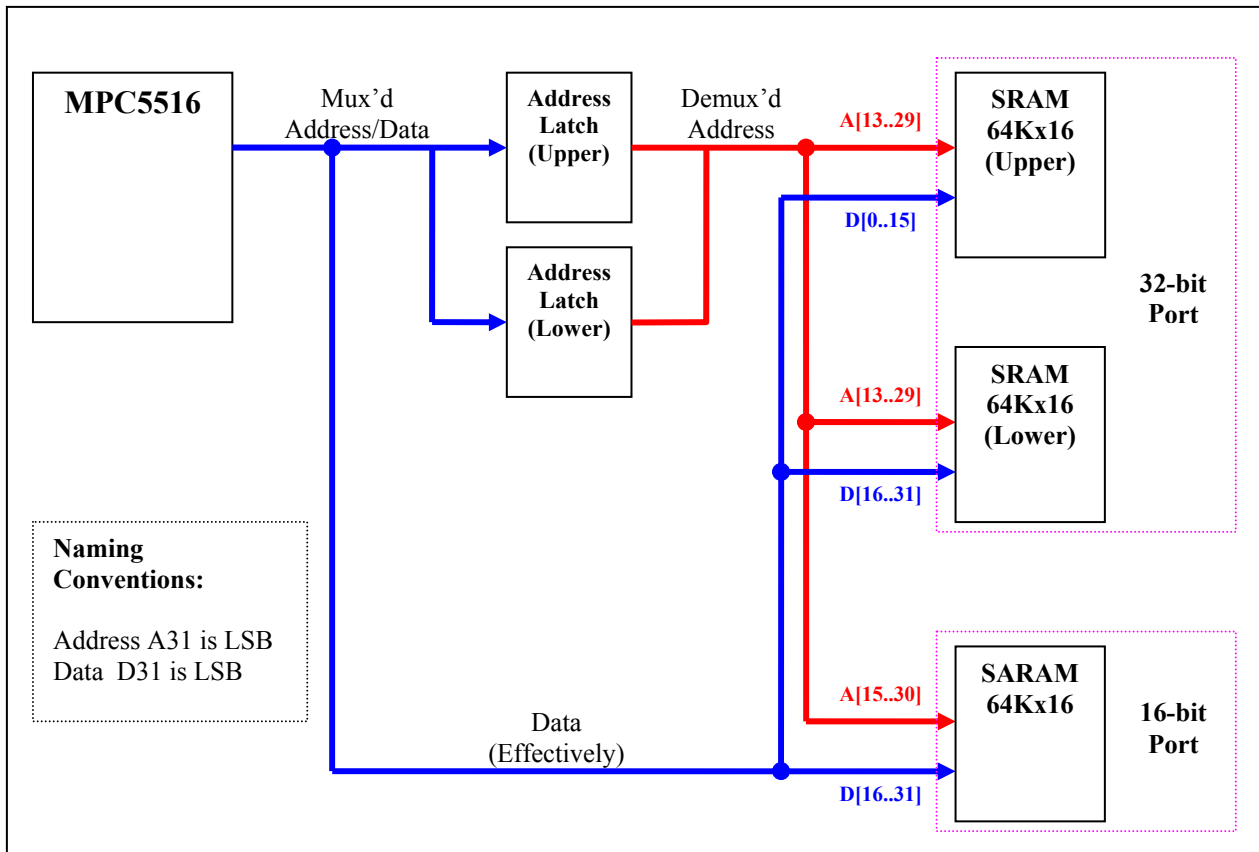 MPC5516
Mux’d
Address/Data
Address
Latch
(Upper)
Demux’d
Address
A[13..29]
D[0..15]
SRAM
64Kx16
(Upper)
Address
Latch
(Lower)
32-bit
Port
A[13..29]
D[16..31]
SRAM
64Kx16
(Lower)
Naming
Conventions:
Address A31 is LSB
Data D31 is LSB
Data
(Effectively)
A[15..30]
D[16..31]
SARAM
64Kx16
16-bit
Port